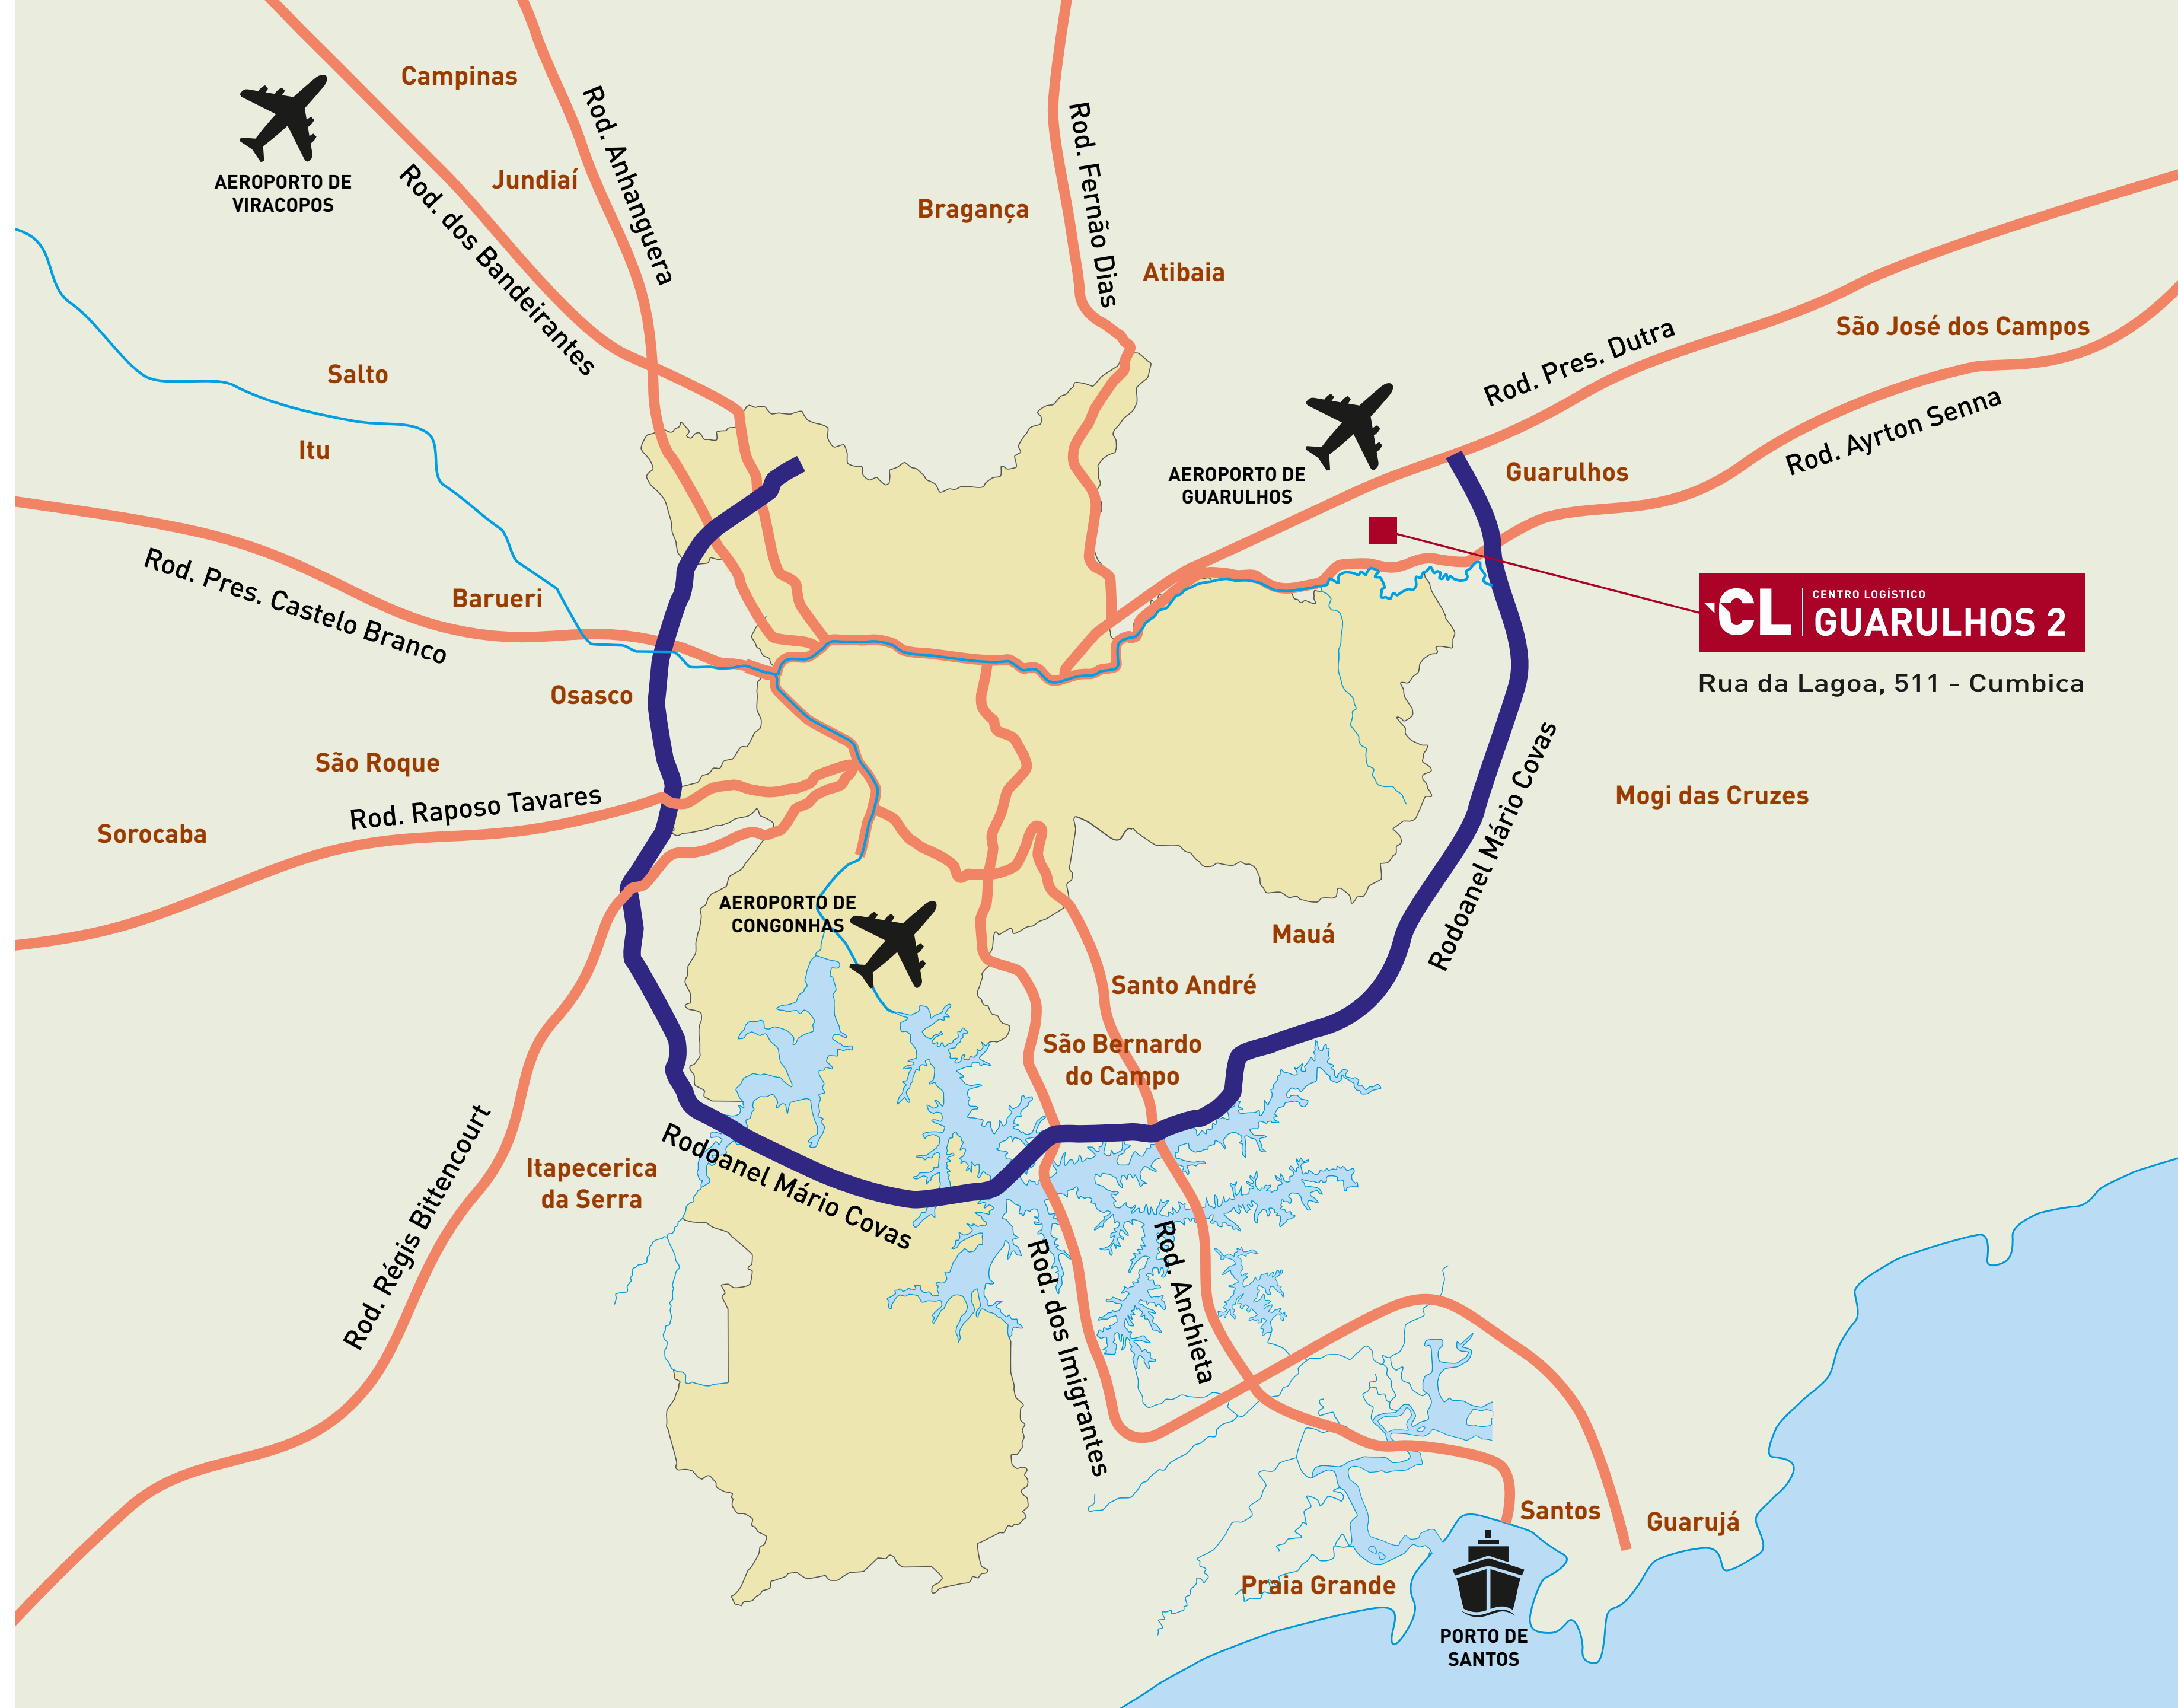 Campinas
AEROPORTO DE
VIRACOPOS
Jundiaí
Rod. Anhanguera
Rod. dos Bandeirantes
Bragança
Rod. Fernão Dias
Atibaia
Rod. Pres. Dutra
São José dos Campos
Rod. Ayrton Senna
Salto
Itu
AEROPORTO DE
GUARULHOS
Guarulhos
Rod. Pres. Castelo Branco
Barueri
CL
CENTRO LOGÍSTICO
GUARULHOS 2
Rua da Lagoa, 511 - Cumbica
Osasco
São Roque
Rod. Raposo Tavares
Sorocaba
Mogi das Cruzes
Rodoanel Mário Covas
AEROPORTO DE
CONGONHAS
Mauá
Santo André
São Bernardo
do Campo
Itapecerica
da Serra
Rodoanel Mário Covas
Rod. Régis Bittencourt
Rod. dos Imigrantes
Rod. Anchieta
Santos
Guarujá
Praia Grande
PORTO DE
SANTOS